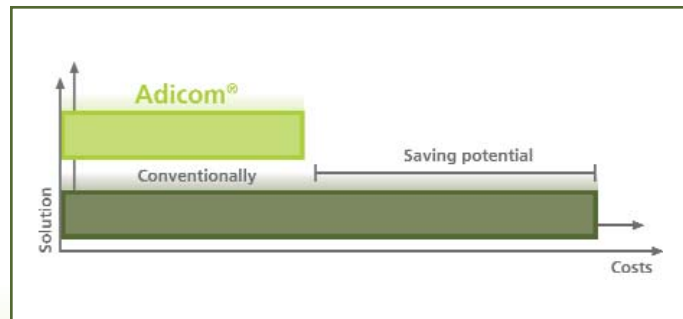 Adicom®
Saving potential
Conventionally
Solution
Costs